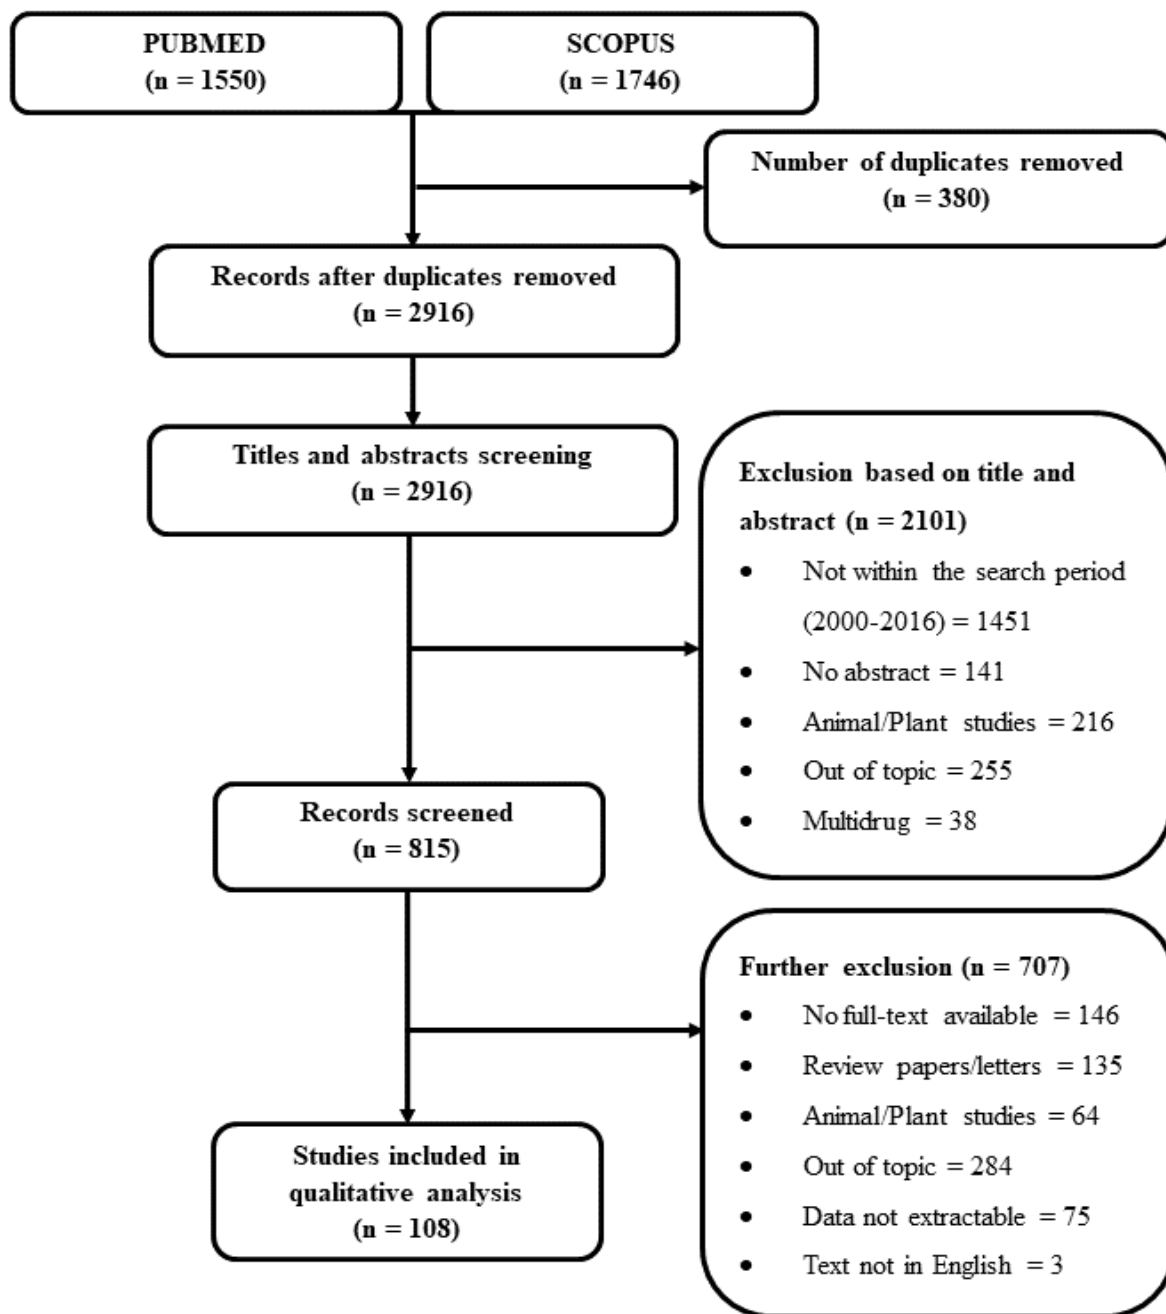 PUBMED
(n = 1550)
SCOPUS
(n = 1746)
Number of duplicates removed
(n = 380)
Records after duplicates removed
(n = 2916)
Titles and abstracts screening
(n = 2916)
Exclusion based on title and
abstract (n = 2101)
• Not within the search period
(2000-2016) = 1451
• No abstract = 141
• Animal/Plant studies = 216
• Out of topic = 255
• Multidrug = 38
Records screened
(n = 815)
Further exclusion (n = 707)
• No full-text available = 146
• Review papers/letters = 135
• Animal/Plant studies = 64
• Out of topic = 284
• Data not extractable = 75
• Text not in English = 3
Studies included in
qualitative analysis
(n = 108)